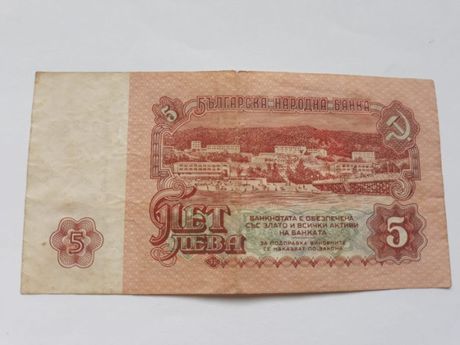 5
БЪЛГАРСКА НАРОДНА БАНКА
ПЕТ
ЛЕВА
БАНКНОТАТА Е ОБЕЗПЕЧЕНА
СЪС ЗЛАТО И ВСИЧКИ АКТИВИ
НА БАНКАТА
ЗА ПОДПРАВКА ВИНОВНИТЕ
СЕ НАКАЗВАТ ПО ЗАКОНА
5
5